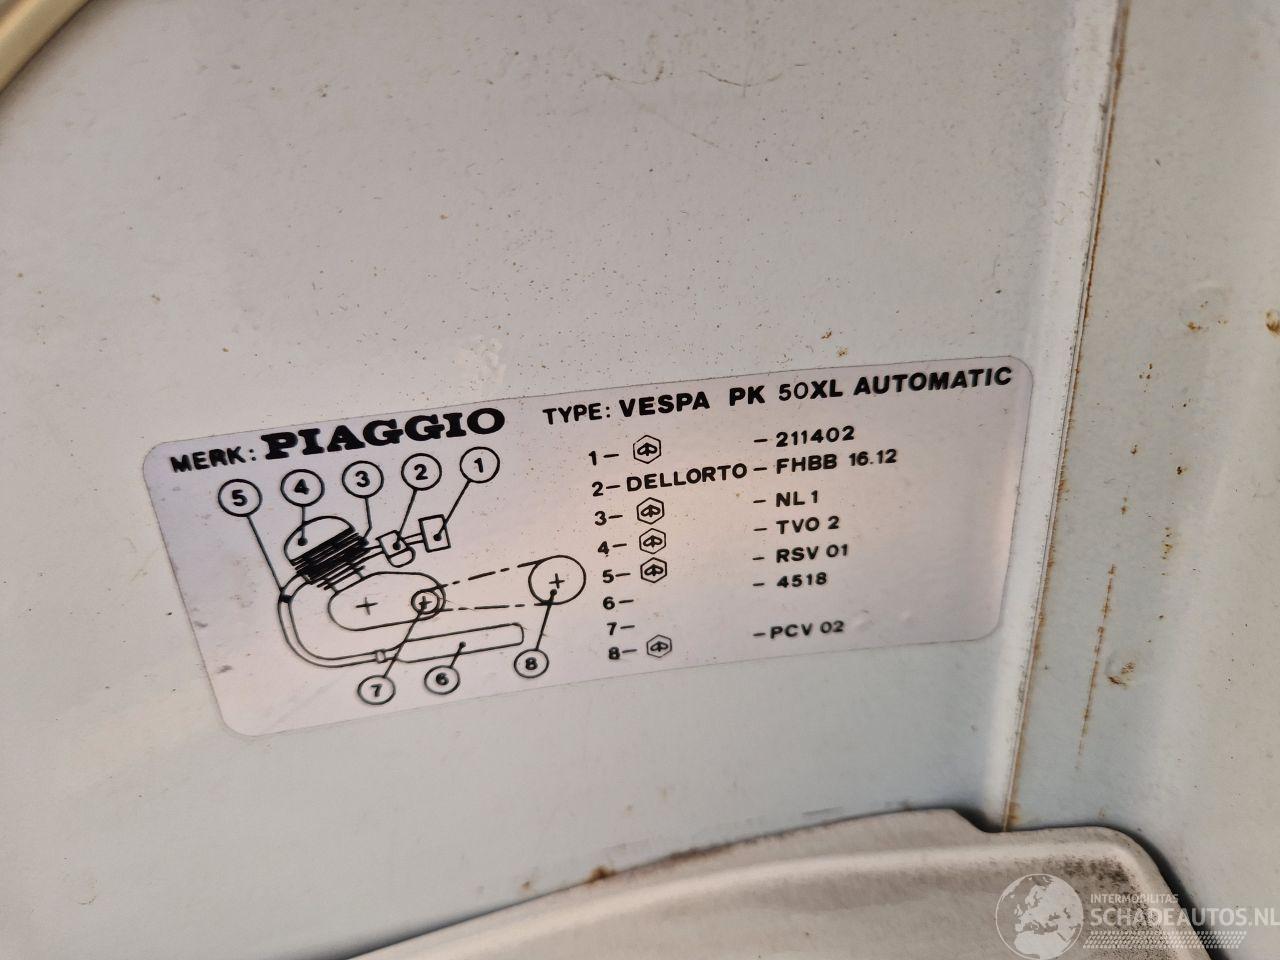 MERK: PIAGGIO TYPE: VESPA PK 50XL AUTOMATIC
1- - 211402
2- DELLORTO - FHBB 16.12
3- - NL 1
4- - TVO 2
5- - RSV 01
6- - 4518
7-
8- - PCV 02
5 4 3 2 1
7 6 8
INTERMOBILITAS
SCHADEAUTOS.NL